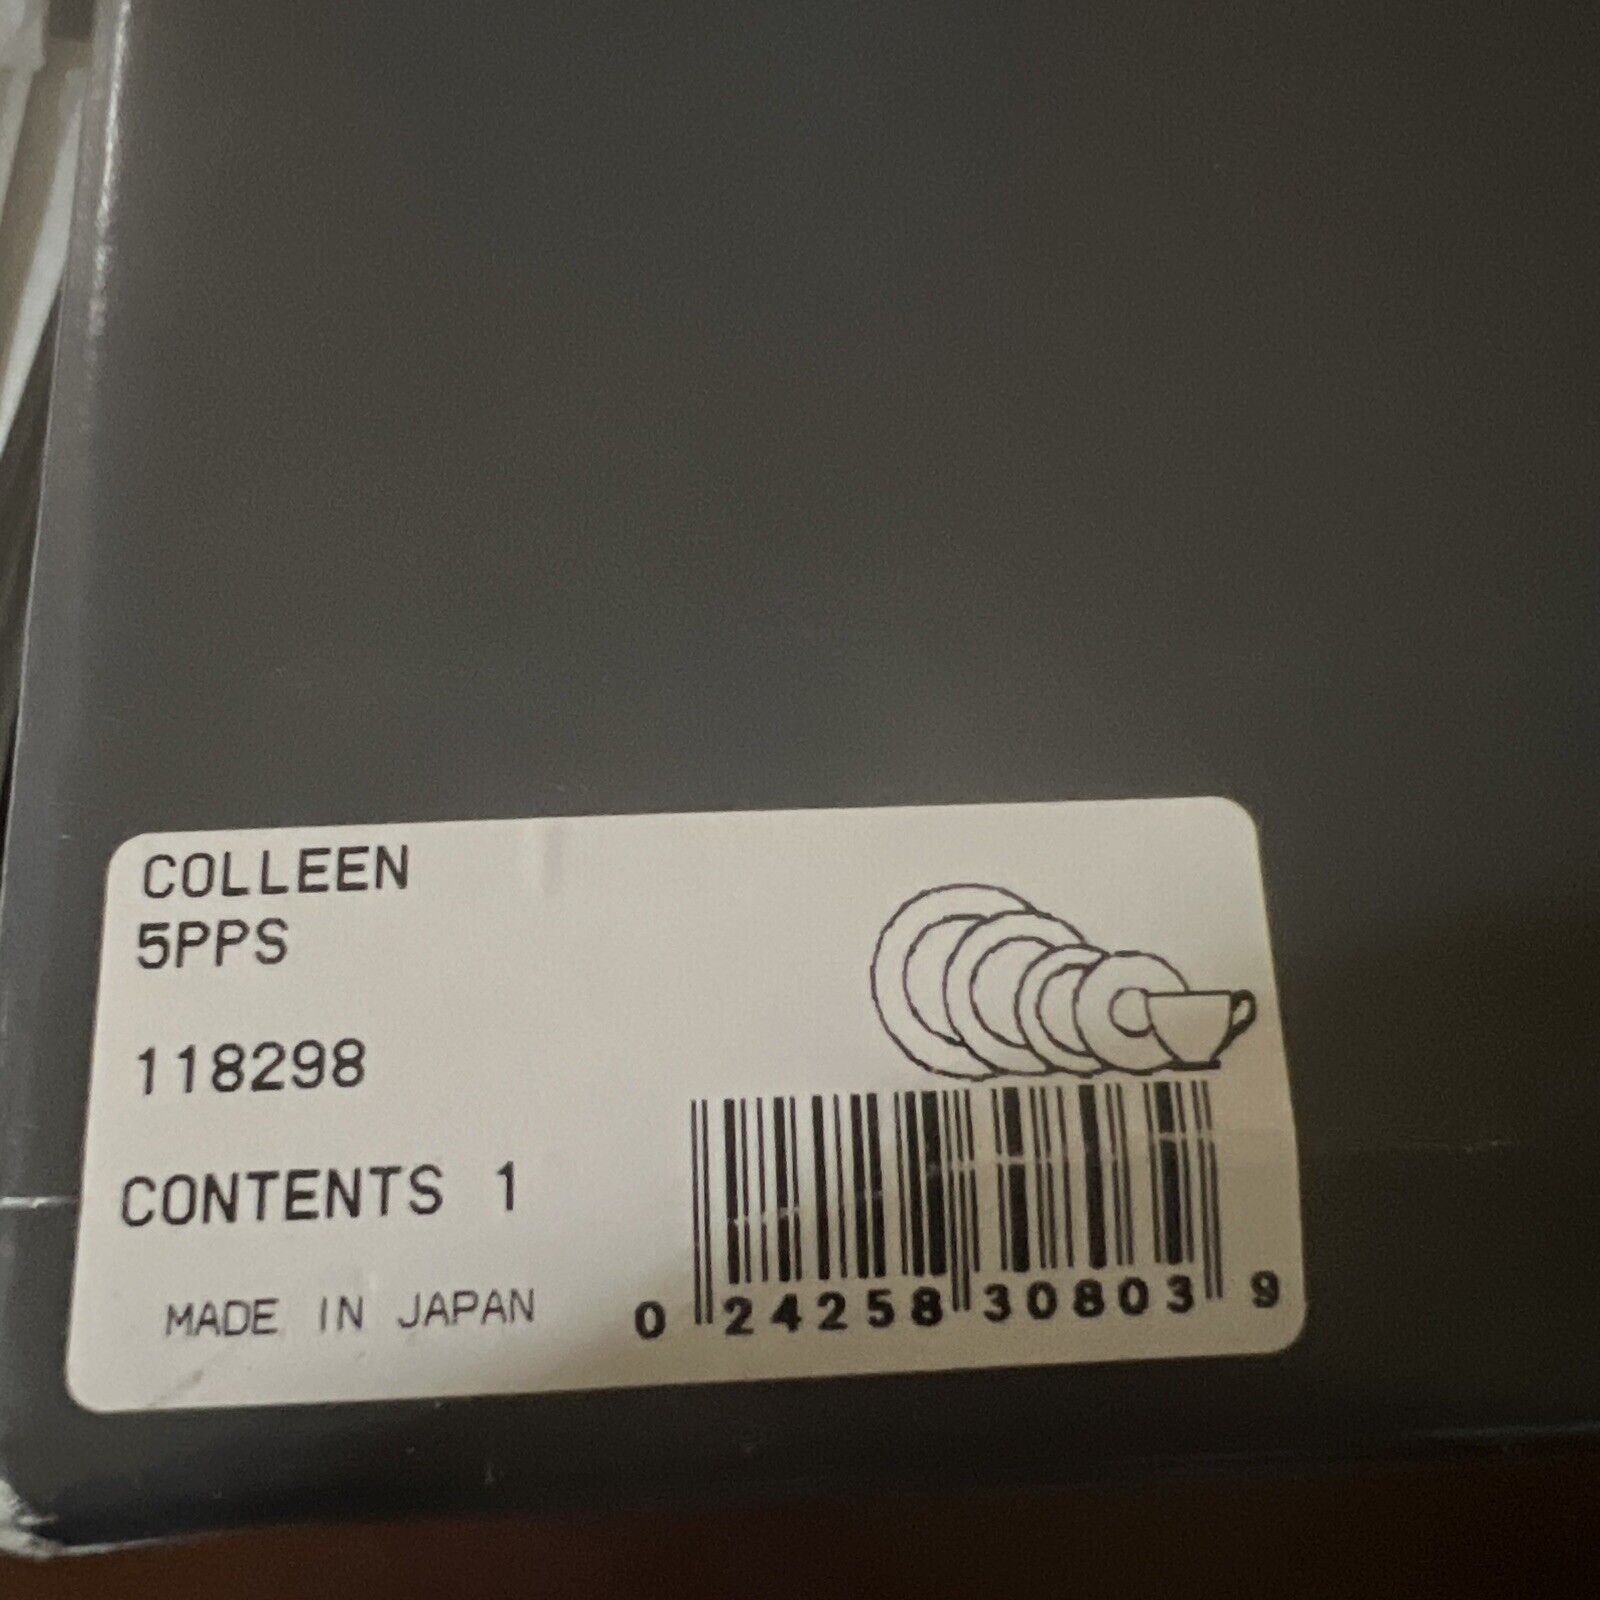 COLLEEN
5PPS
118298
CONTENTS 1
MADE IN JAPAN
0 24258 30803 9